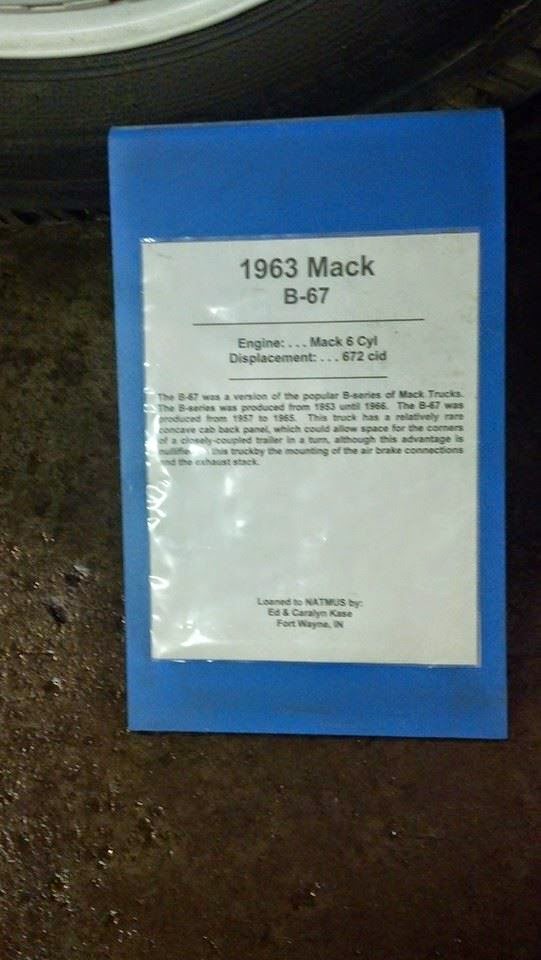 1963 Mack
B-67
Engine: . . . Mack 6 Cyl
Displacement: . . . 672 cid
The B-67 was a version of the popular B-series of Mack Trucks.
The B-series was produced from 1953 until 1966. The B-67 was
produced from 1957 to 1965. This truck has a relatively rare
concave cab back panel, which could allow space for the corners
of a closely-coupled trailer in a turn, although this advantage is
this truckby the mounting of the air brake connections
and the exhaust stack.
Loaned to NATMUS by:
Ed & Caralyn Kase
Fort Wayne, IN